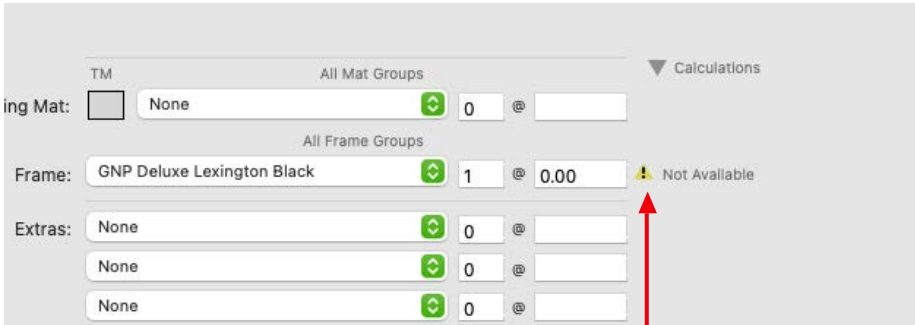 TM All Mat Groups Calculations
ing Mat: None 0 @
All Frame Groups
Frame: GNP Deluxe Lexington Black 1 @ 0.00 Not Available
Extras: None 0 @
None 0 @
None 0 @